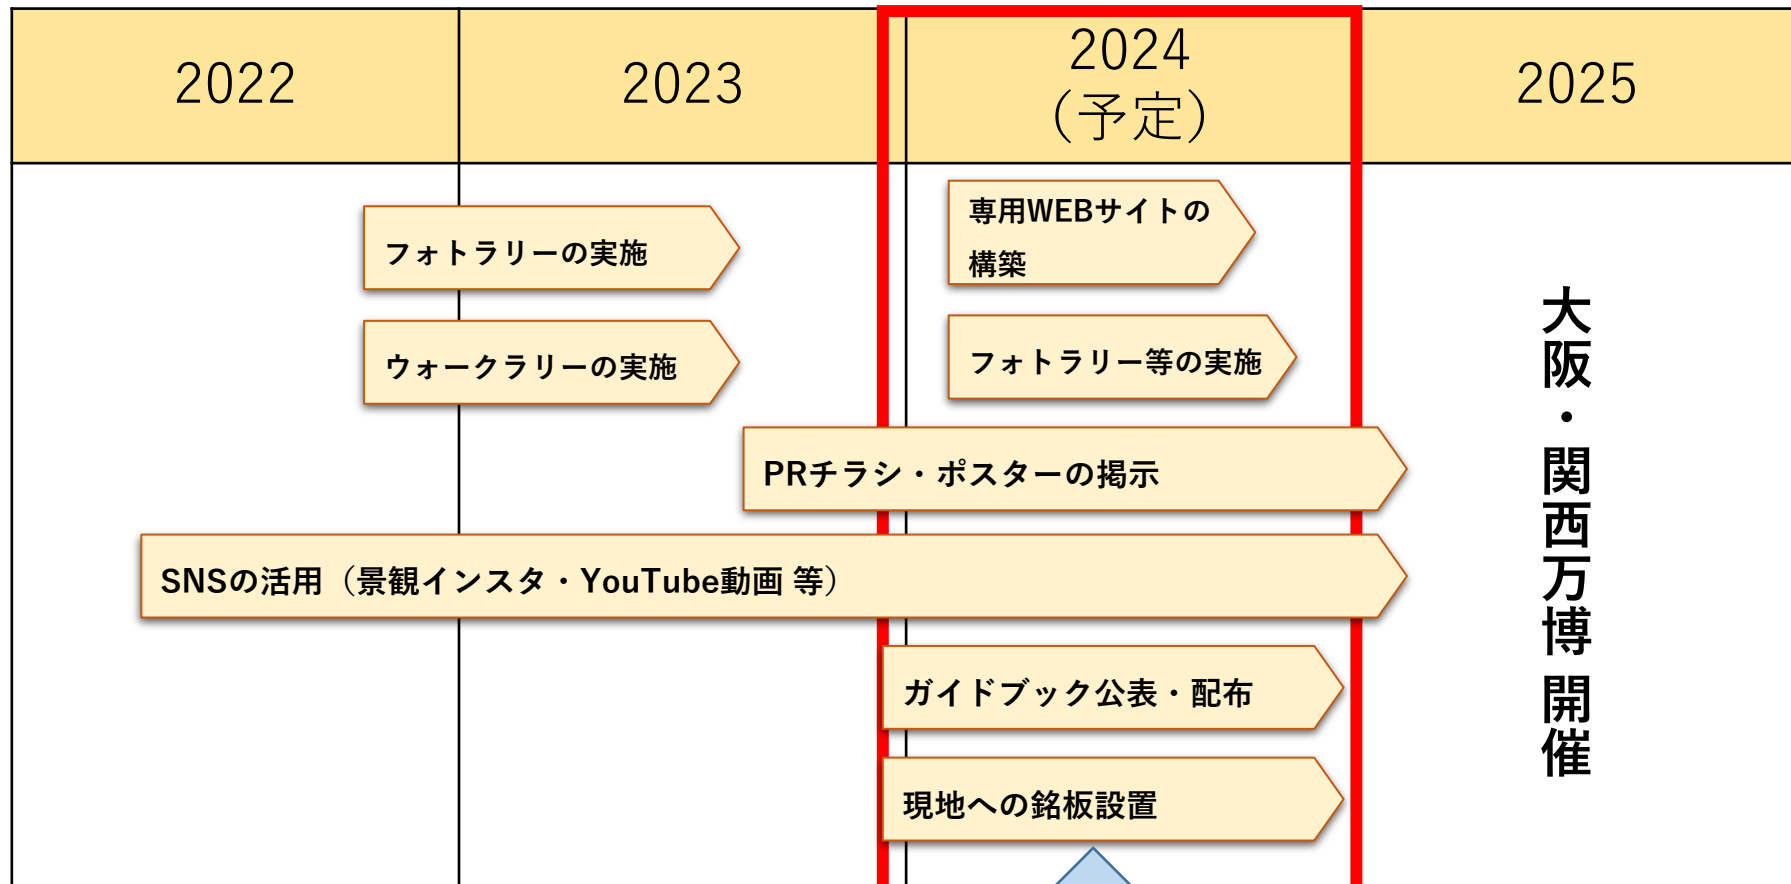 2022
2023
2024
（予定）
2025
フォトラリーの実施
ウォークラリーの実施
専用WEBサイトの
構築
フォトラリー等の実施
PRチラシ・ポスターの掲示
SNSの活用（景観インスタ・YouTube動画 等）
ガイドブック公表・配布
現地への銘板設置
大阪・関西万博 開催